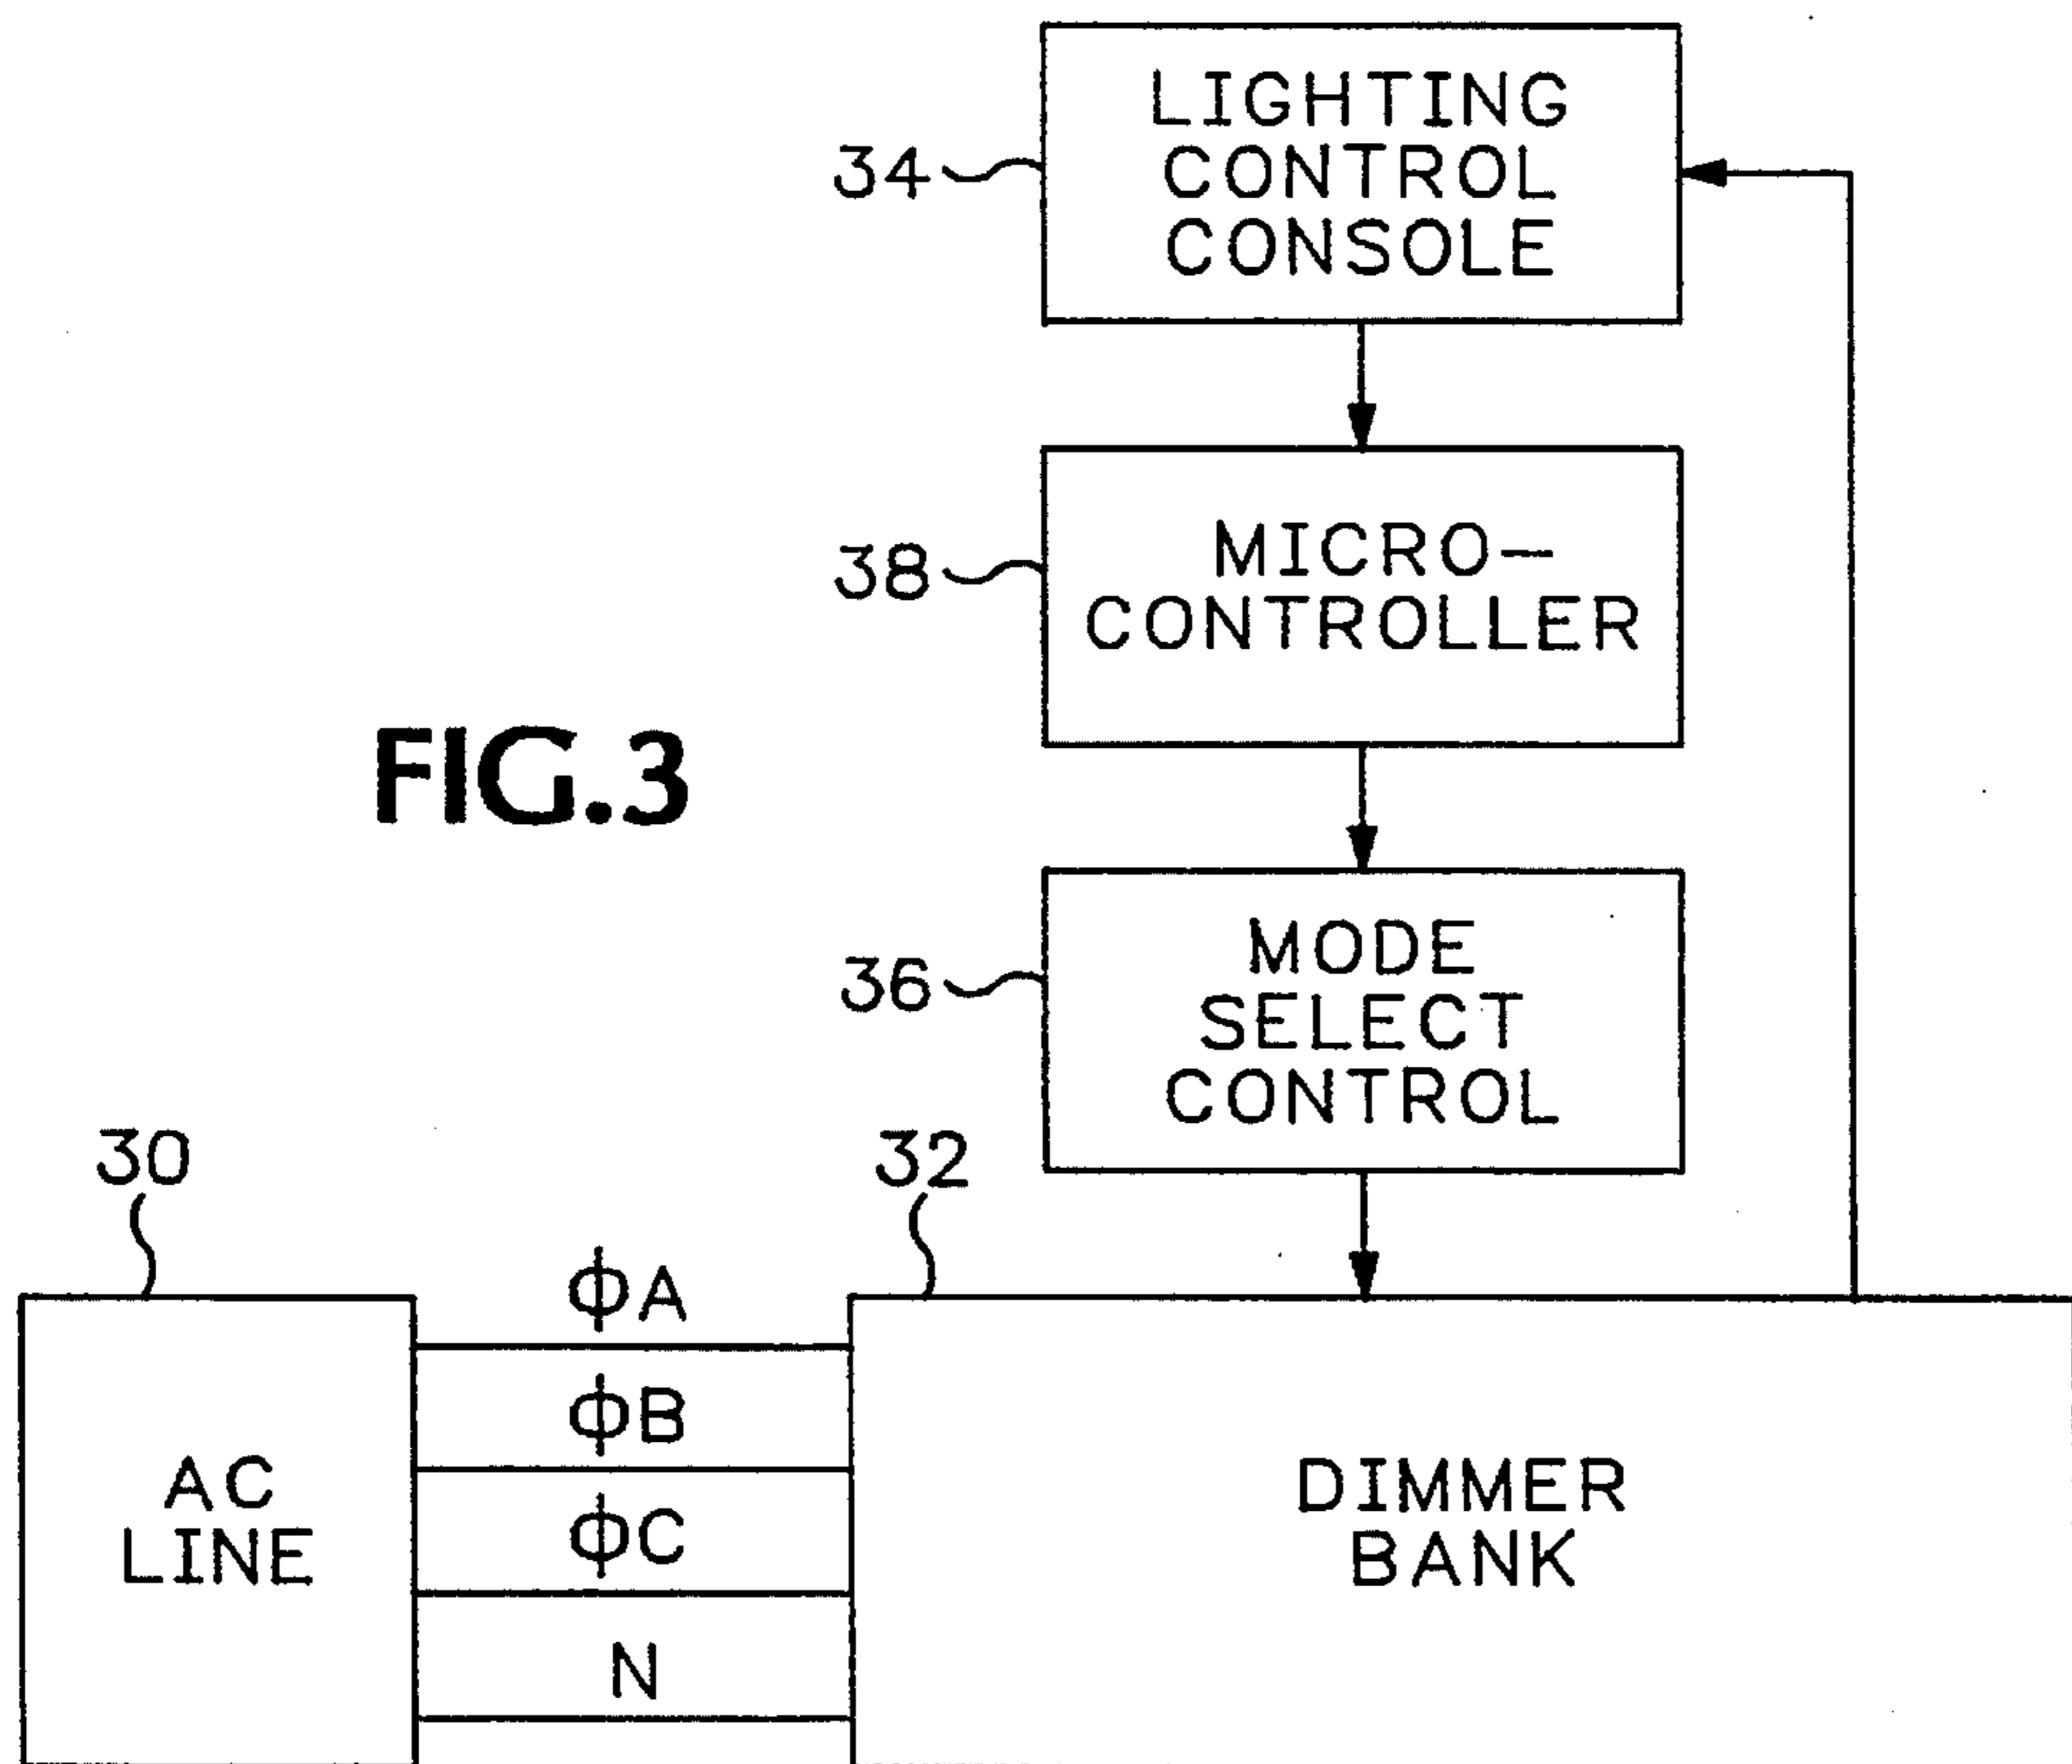 LIGHTING
CONTROL
CONSOLE
34
MICRO-
CONTROLLER
38
FIG.3
MODE
SELECT
CONTROL
36
30
32
ϕA
ϕB
ϕC
N
AC
LINE
DIMMER
BANK